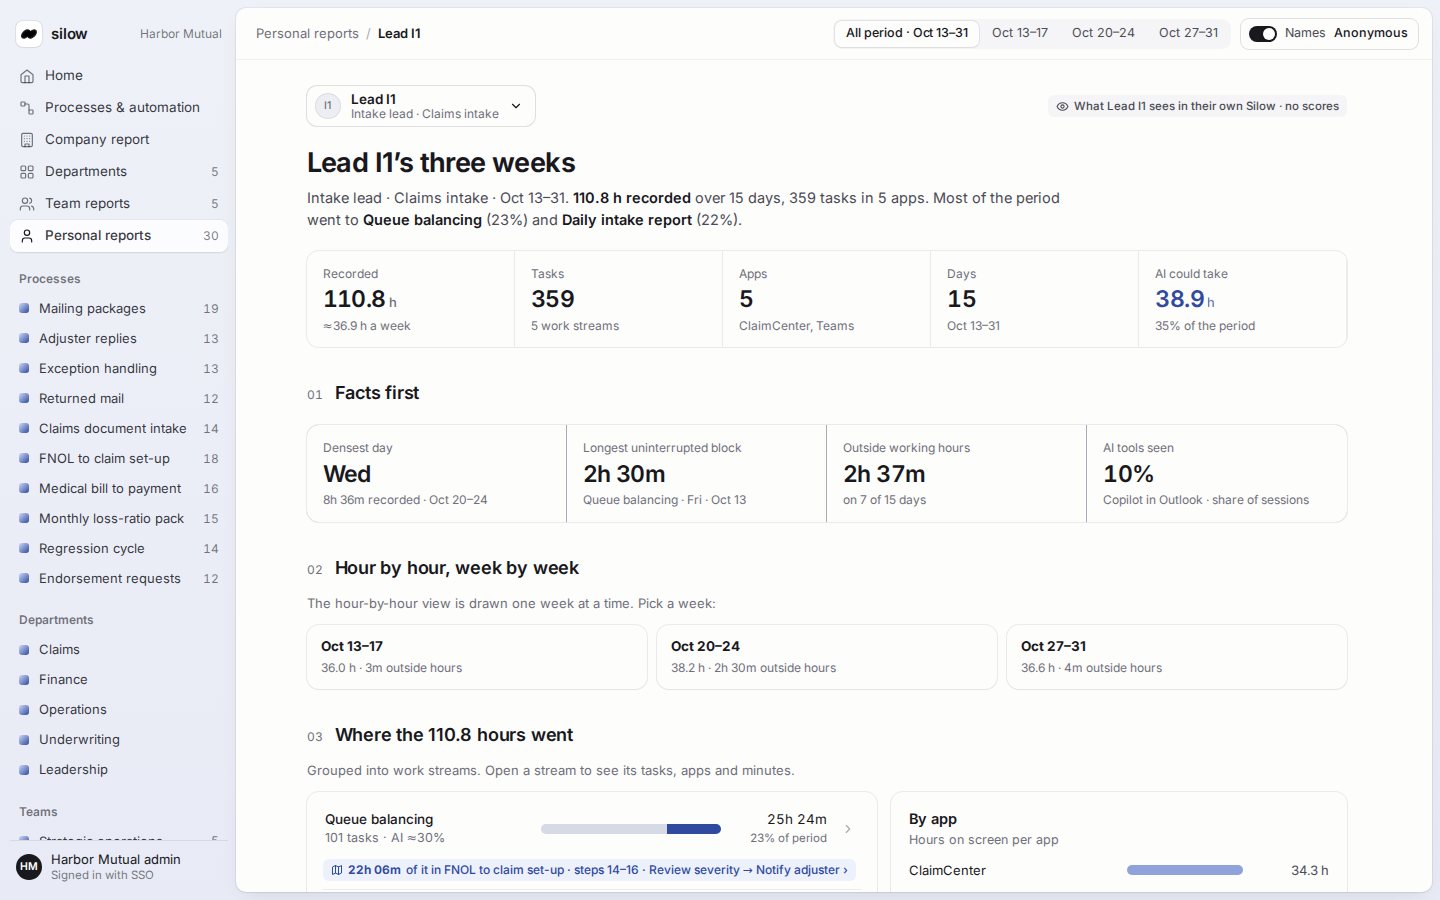 silow
Harbor Mutual
Home
Processes & automation
Company report
Departments 5
Team reports 5
Personal reports 30
Processes
Mailing packages 19
Adjuster replies 13
Exception handling 13
Returned mail 12
Claims document intake 14
FNOL to claim set-up 18
Medical bill to payment 16
Monthly loss-ratio pack 15
Regression cycle 14
Endorsement requests 12
Departments
Claims
Finance
Operations
Underwriting
Leadership
Teams
HM
Harbor Mutual admin
Signed in with SSO
Personal reports / Lead I1
All period · Oct 13–31
Oct 13–17
Oct 20–24
Oct 27–31
Names Anonymous
I1
Lead I1
Intake lead · Claims intake
What Lead I1 sees in their own Silow · no scores
Lead I1’s three weeks
Intake lead · Claims intake · Oct 13–31. 110.8 h recorded over 15 days, 359 tasks in 5 apps. Most of the period
went to Queue balancing (23%) and Daily intake report (22%).
Recorded
110.8 h
≈36.9 h a week
Tasks
359
5 work streams
Apps
5
ClaimCenter, Teams
Days
15
Oct 13–31
AI could take
38.9 h
35% of the period
01 Facts first
Densest day
Wed
8h 36m recorded · Oct 20–24
Longest uninterrupted block
2h 30m
Queue balancing · Fri · Oct 13
Outside working hours
2h 37m
on 7 of 15 days
AI tools seen
10%
Copilot in Outlook · share of sessions
02 Hour by hour, week by week
The hour-by-hour view is drawn one week at a time. Pick a week:
Oct 13–17
36.0 h · 3m outside hours
Oct 20–24
38.2 h · 2h 30m outside hours
Oct 27–31
36.6 h · 4m outside hours
03 Where the 110.8 hours went
Grouped into work streams. Open a stream to see its tasks, apps and minutes.
Queue balancing
101 tasks · AI ≈30%
25h 24m
23% of period
22h 06m of it in FNOL to claim set-up · steps 14–16 · Review severity → Notify adjuster ›
By app
Hours on screen per app
ClaimCenter 34.3 h